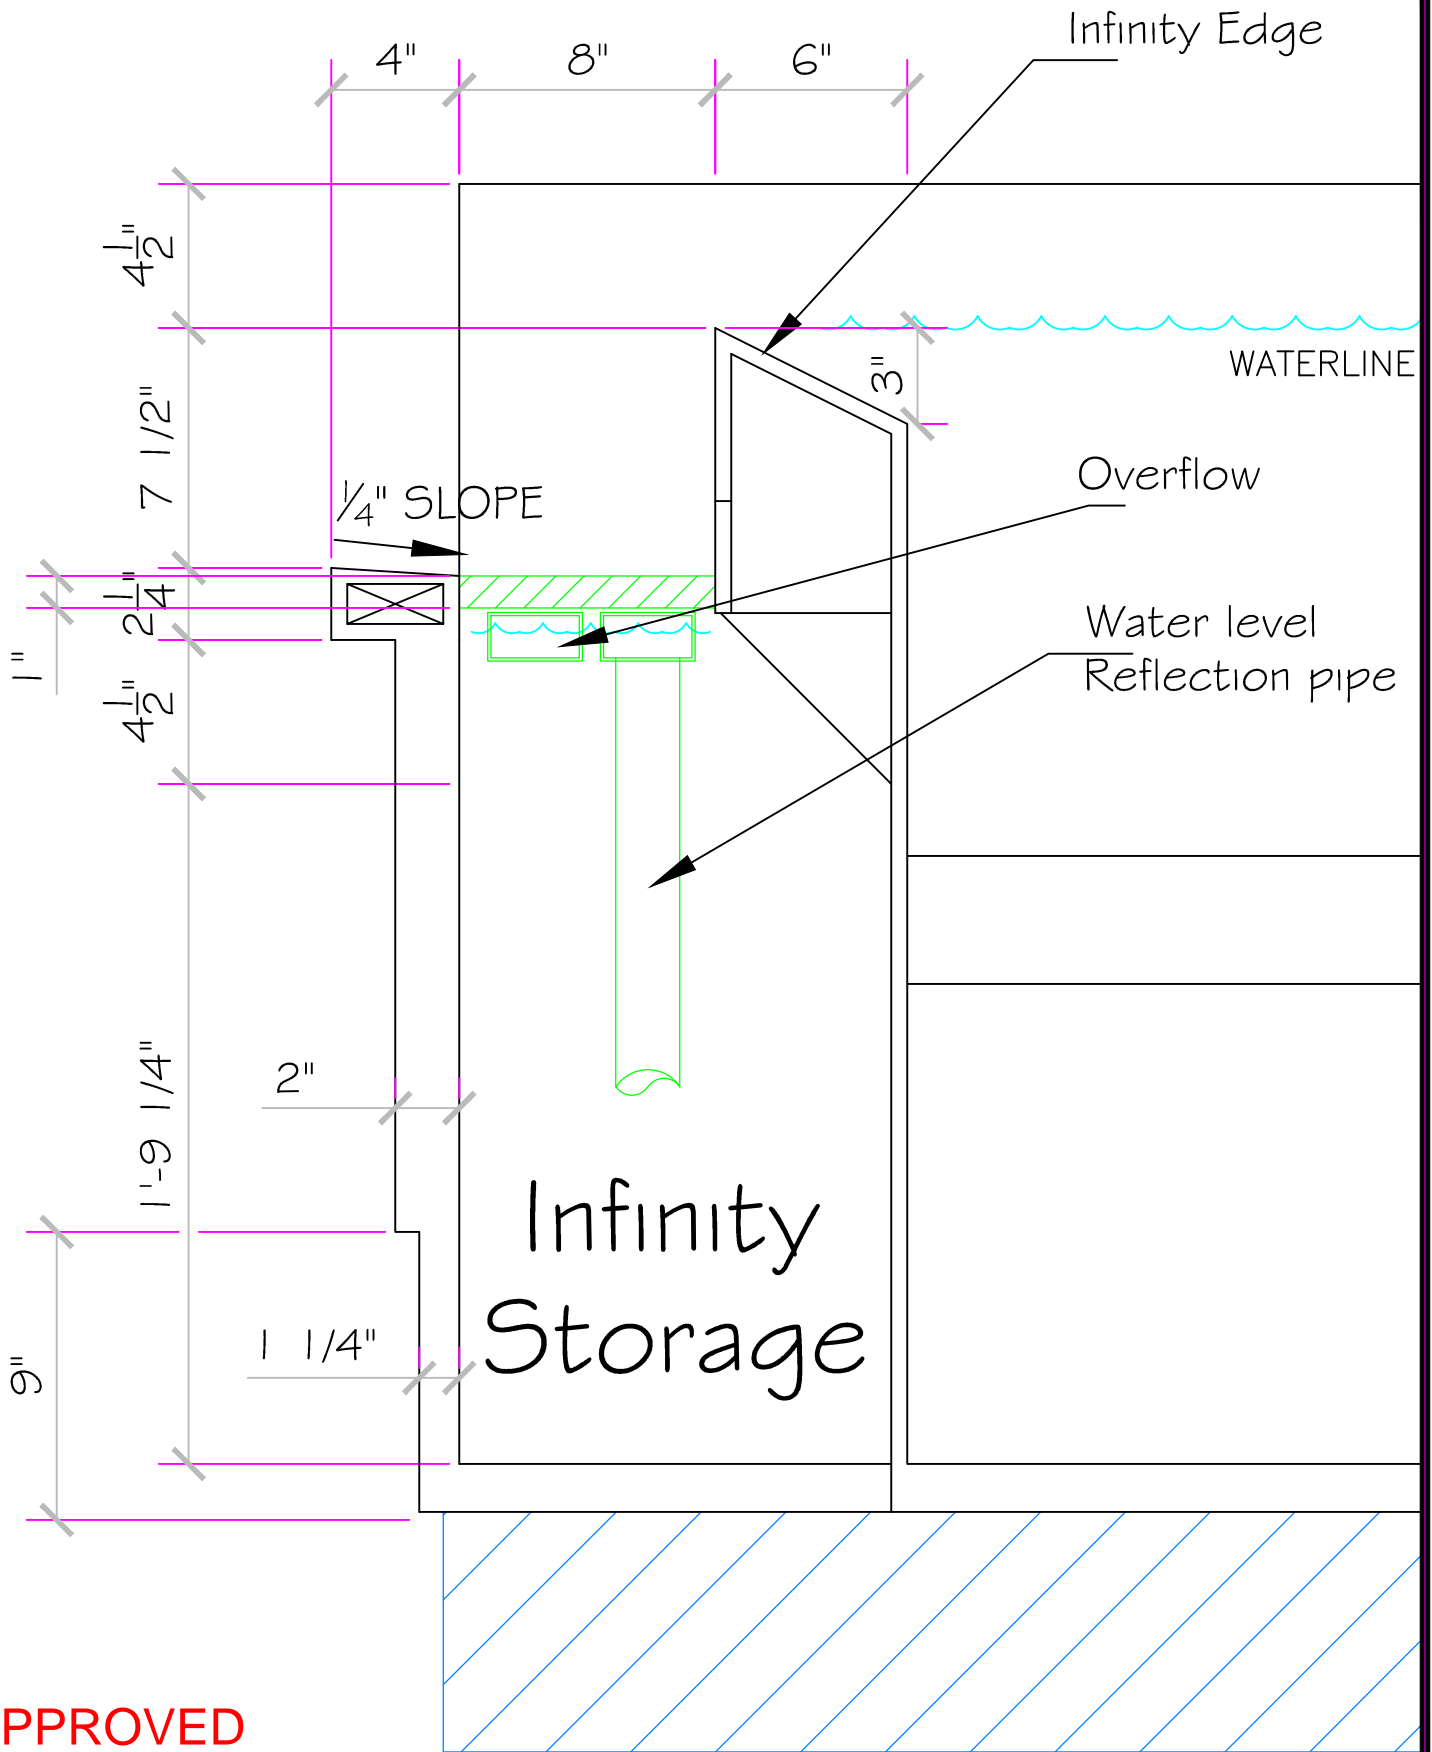 Infinity Edge
4"
8"
6"
4 1/2"
WATERLINE
3"
7 1/2"
Overflow
1/4" SLOPE
2 1/4"
1"
Water level
Reflection pipe
4 1/2"
1'-9 1/4"
2"
Infinity
Storage
1 1/4"
9"
PPROVED